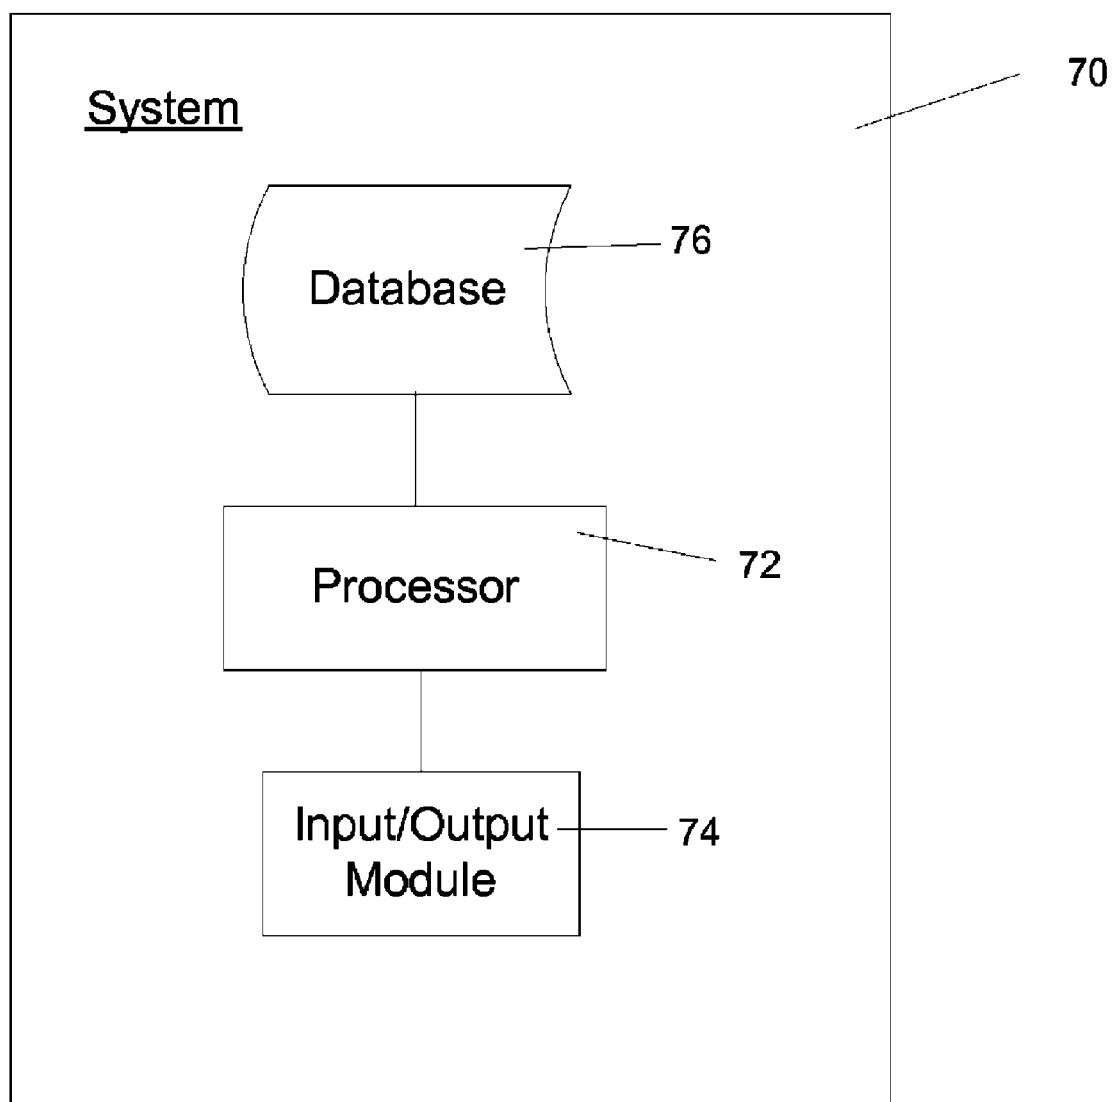 70
System
76
Database
Processor
72
Input/Output
Module
74